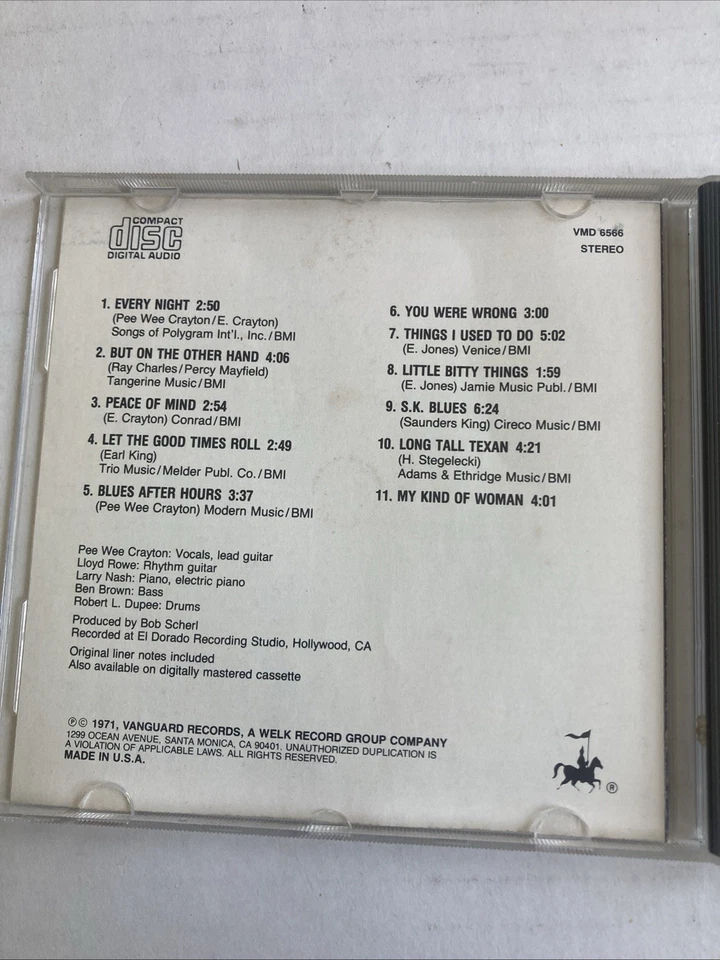 COMPACT
disc
DIGITAL AUDIO
VMD 6566
STEREO
1. EVERY NIGHT 2:50
(Pee Wee Crayton/E. Crayton)
Songs of Polygram Int'l., Inc./BMI
2. BUT ON THE OTHER HAND 4:06
(Ray Charles/Percy Mayfield)
Tangerine Music/BMI
3. PEACE OF MIND 2:54
(E. Crayton) Conrad/BMI
4. LET THE GOOD TIMES ROLL 2:49
(Earl King)
Trio Music/Melder Publ. Co./BMI
5. BLUES AFTER HOURS 3:37
(Pee Wee Crayton) Modern Music/BMI
6. YOU WERE WRONG 3:00
7. THINGS I USED TO DO 5:02
(E. Jones) Venice/BMI
8. LITTLE BITTY THINGS 1:59
(E. Jones) Jamie Music Publ./BMI
9. S.K. BLUES 6:24
(Saunders King) Cireco Music/BMI
10. LONG TALL TEXAN 4:21
(H. Stegelecki)
Adams & Ethridge Music/BMI
11. MY KIND OF WOMAN 4:01
Pee Wee Crayton: Vocals, lead guitar
Lloyd Rowe: Rhythm guitar
Larry Nash: Piano, electric piano
Ben Brown: Bass
Robert L. Dupee: Drums
Produced by Bob Scherl
Recorded at El Dorado Recording Studio, Hollywood, CA
Original liner notes included
Also available on digitally mastered cassette
℗© 1971, VANGUARD RECORDS, A WELK RECORD GROUP COMPANY
1299 OCEAN AVENUE, SANTA MONICA, CA 90401. UNAUTHORIZED DUPLICATION IS
A VIOLATION OF APPLICABLE LAWS. ALL RIGHTS RESERVED.
MADE IN U.S.A.
®